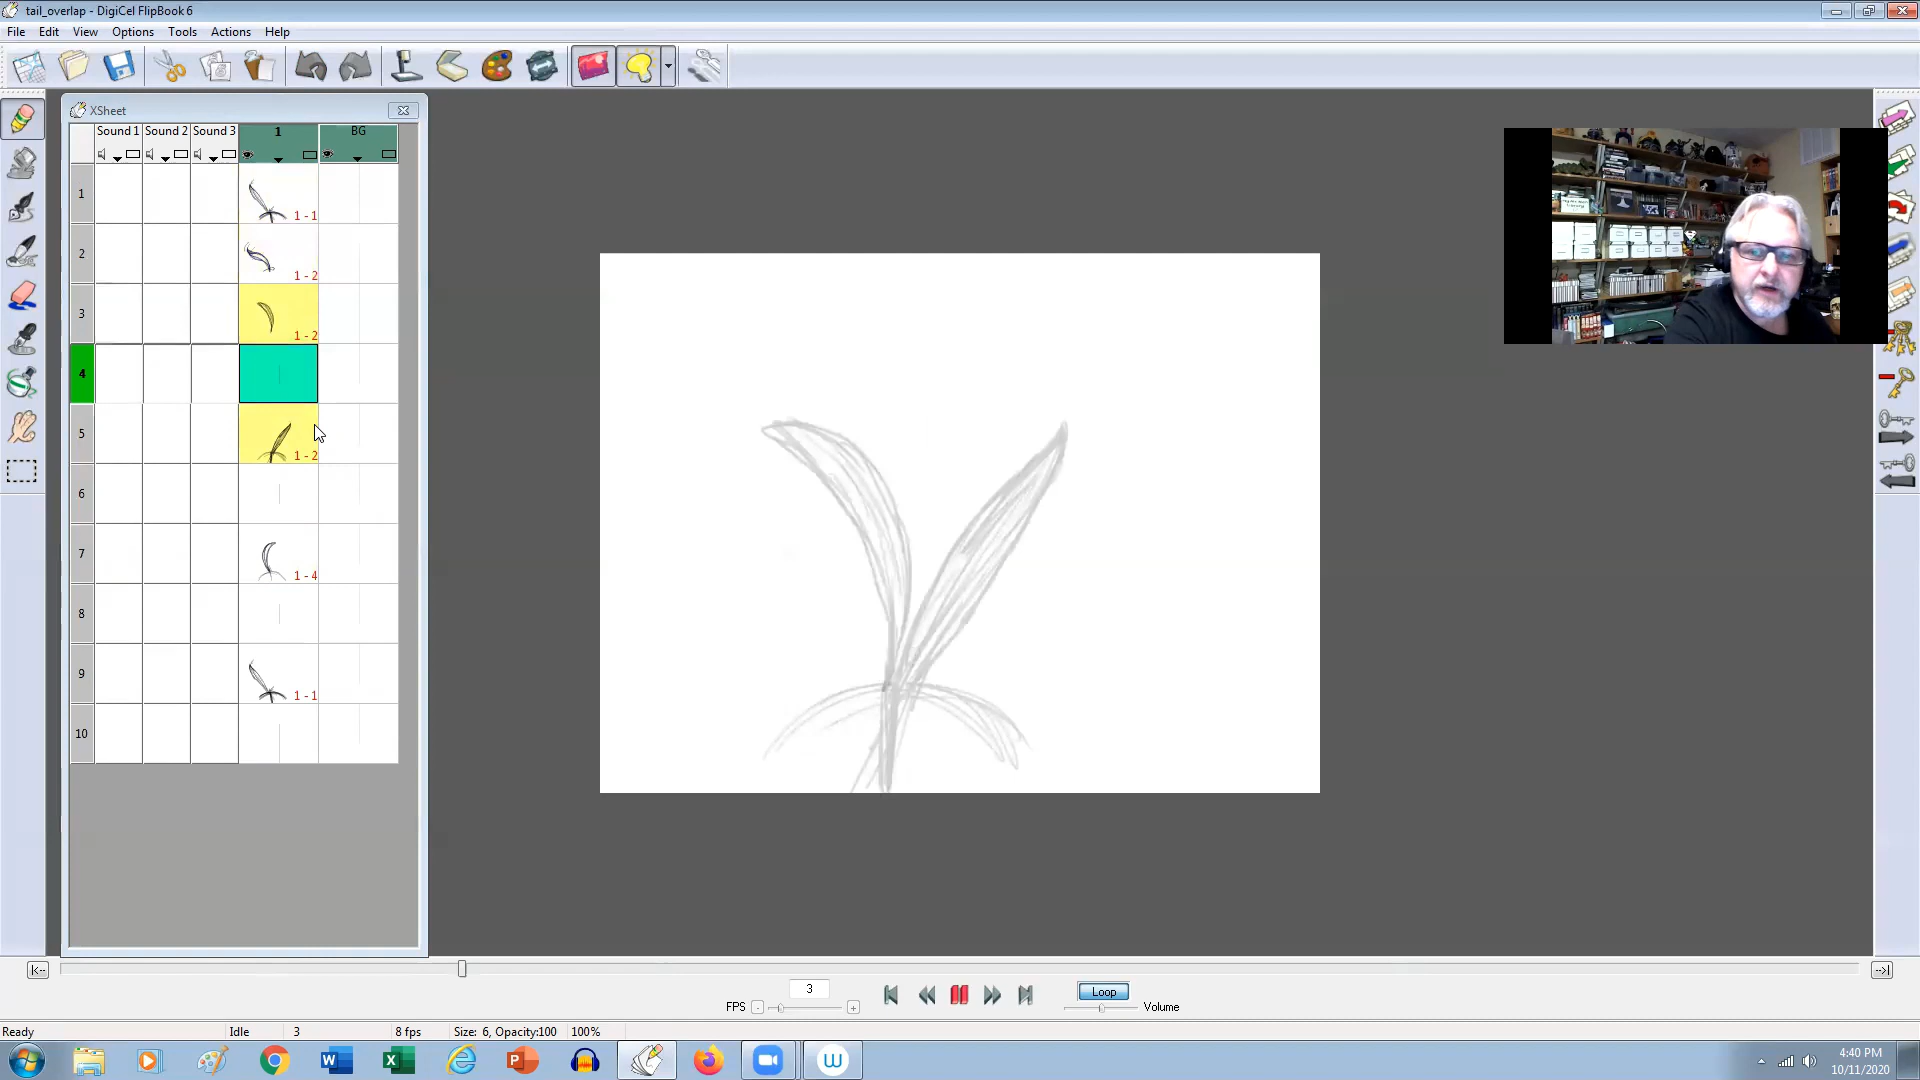 tail_overlap - DigiCel FlipBook 6
File Edit View Options Tools Actions Help
XSheet
Sound 1 Sound 2 Sound 3 1 BG
1 1 - 1
2 1 - 2
3 1 - 2
4
5 1 - 2
6
7 1 - 4
8
9 1 - 1
10
3
FPS - + Loop Volume
Ready Idle 3 8 fps Size: 6, Opacity:100 100%
4:40 PM
10/11/2020